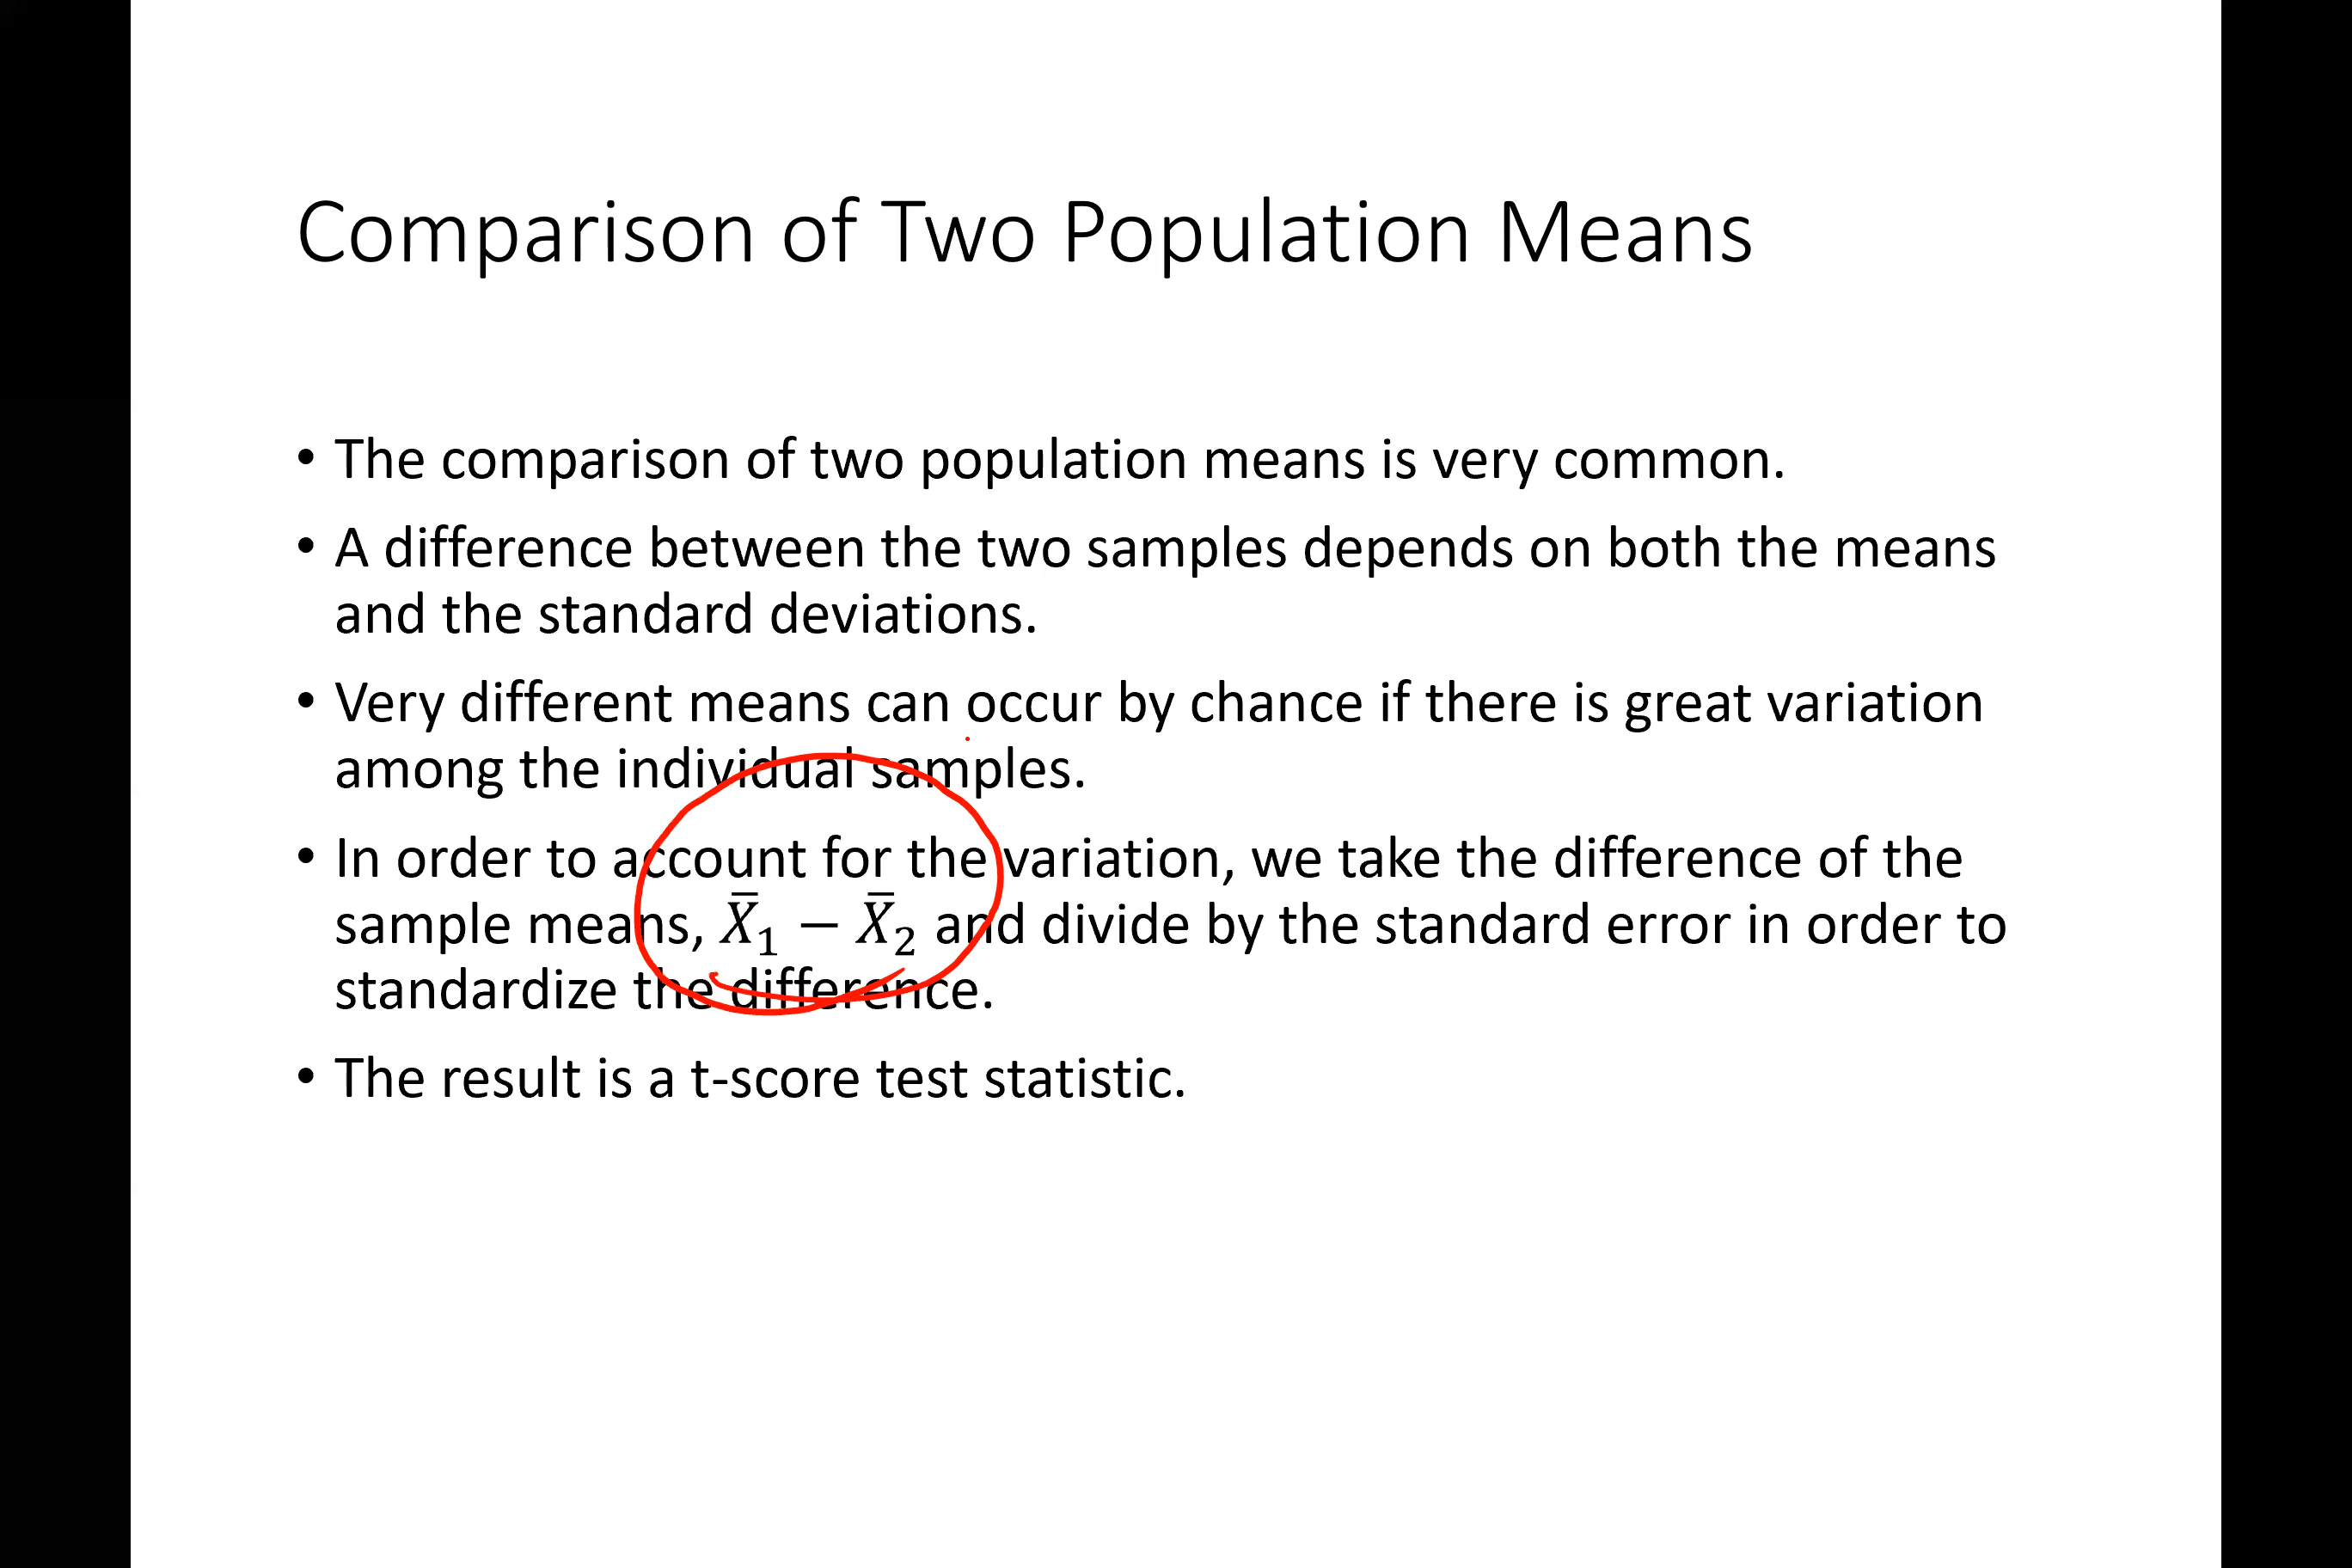 Comparison of Two Population Means
• The comparison of two population means is very common.
• A difference between the two samples depends on both the means
and the standard deviations.
• Very different means can occur by chance if there is great variation
among the individual samples.
• In order to account for the variation, we take the difference of the
sample means, X̅₁ − X̅₂ and divide by the standard error in order to
standardize the difference.
• The result is a t-score test statistic.